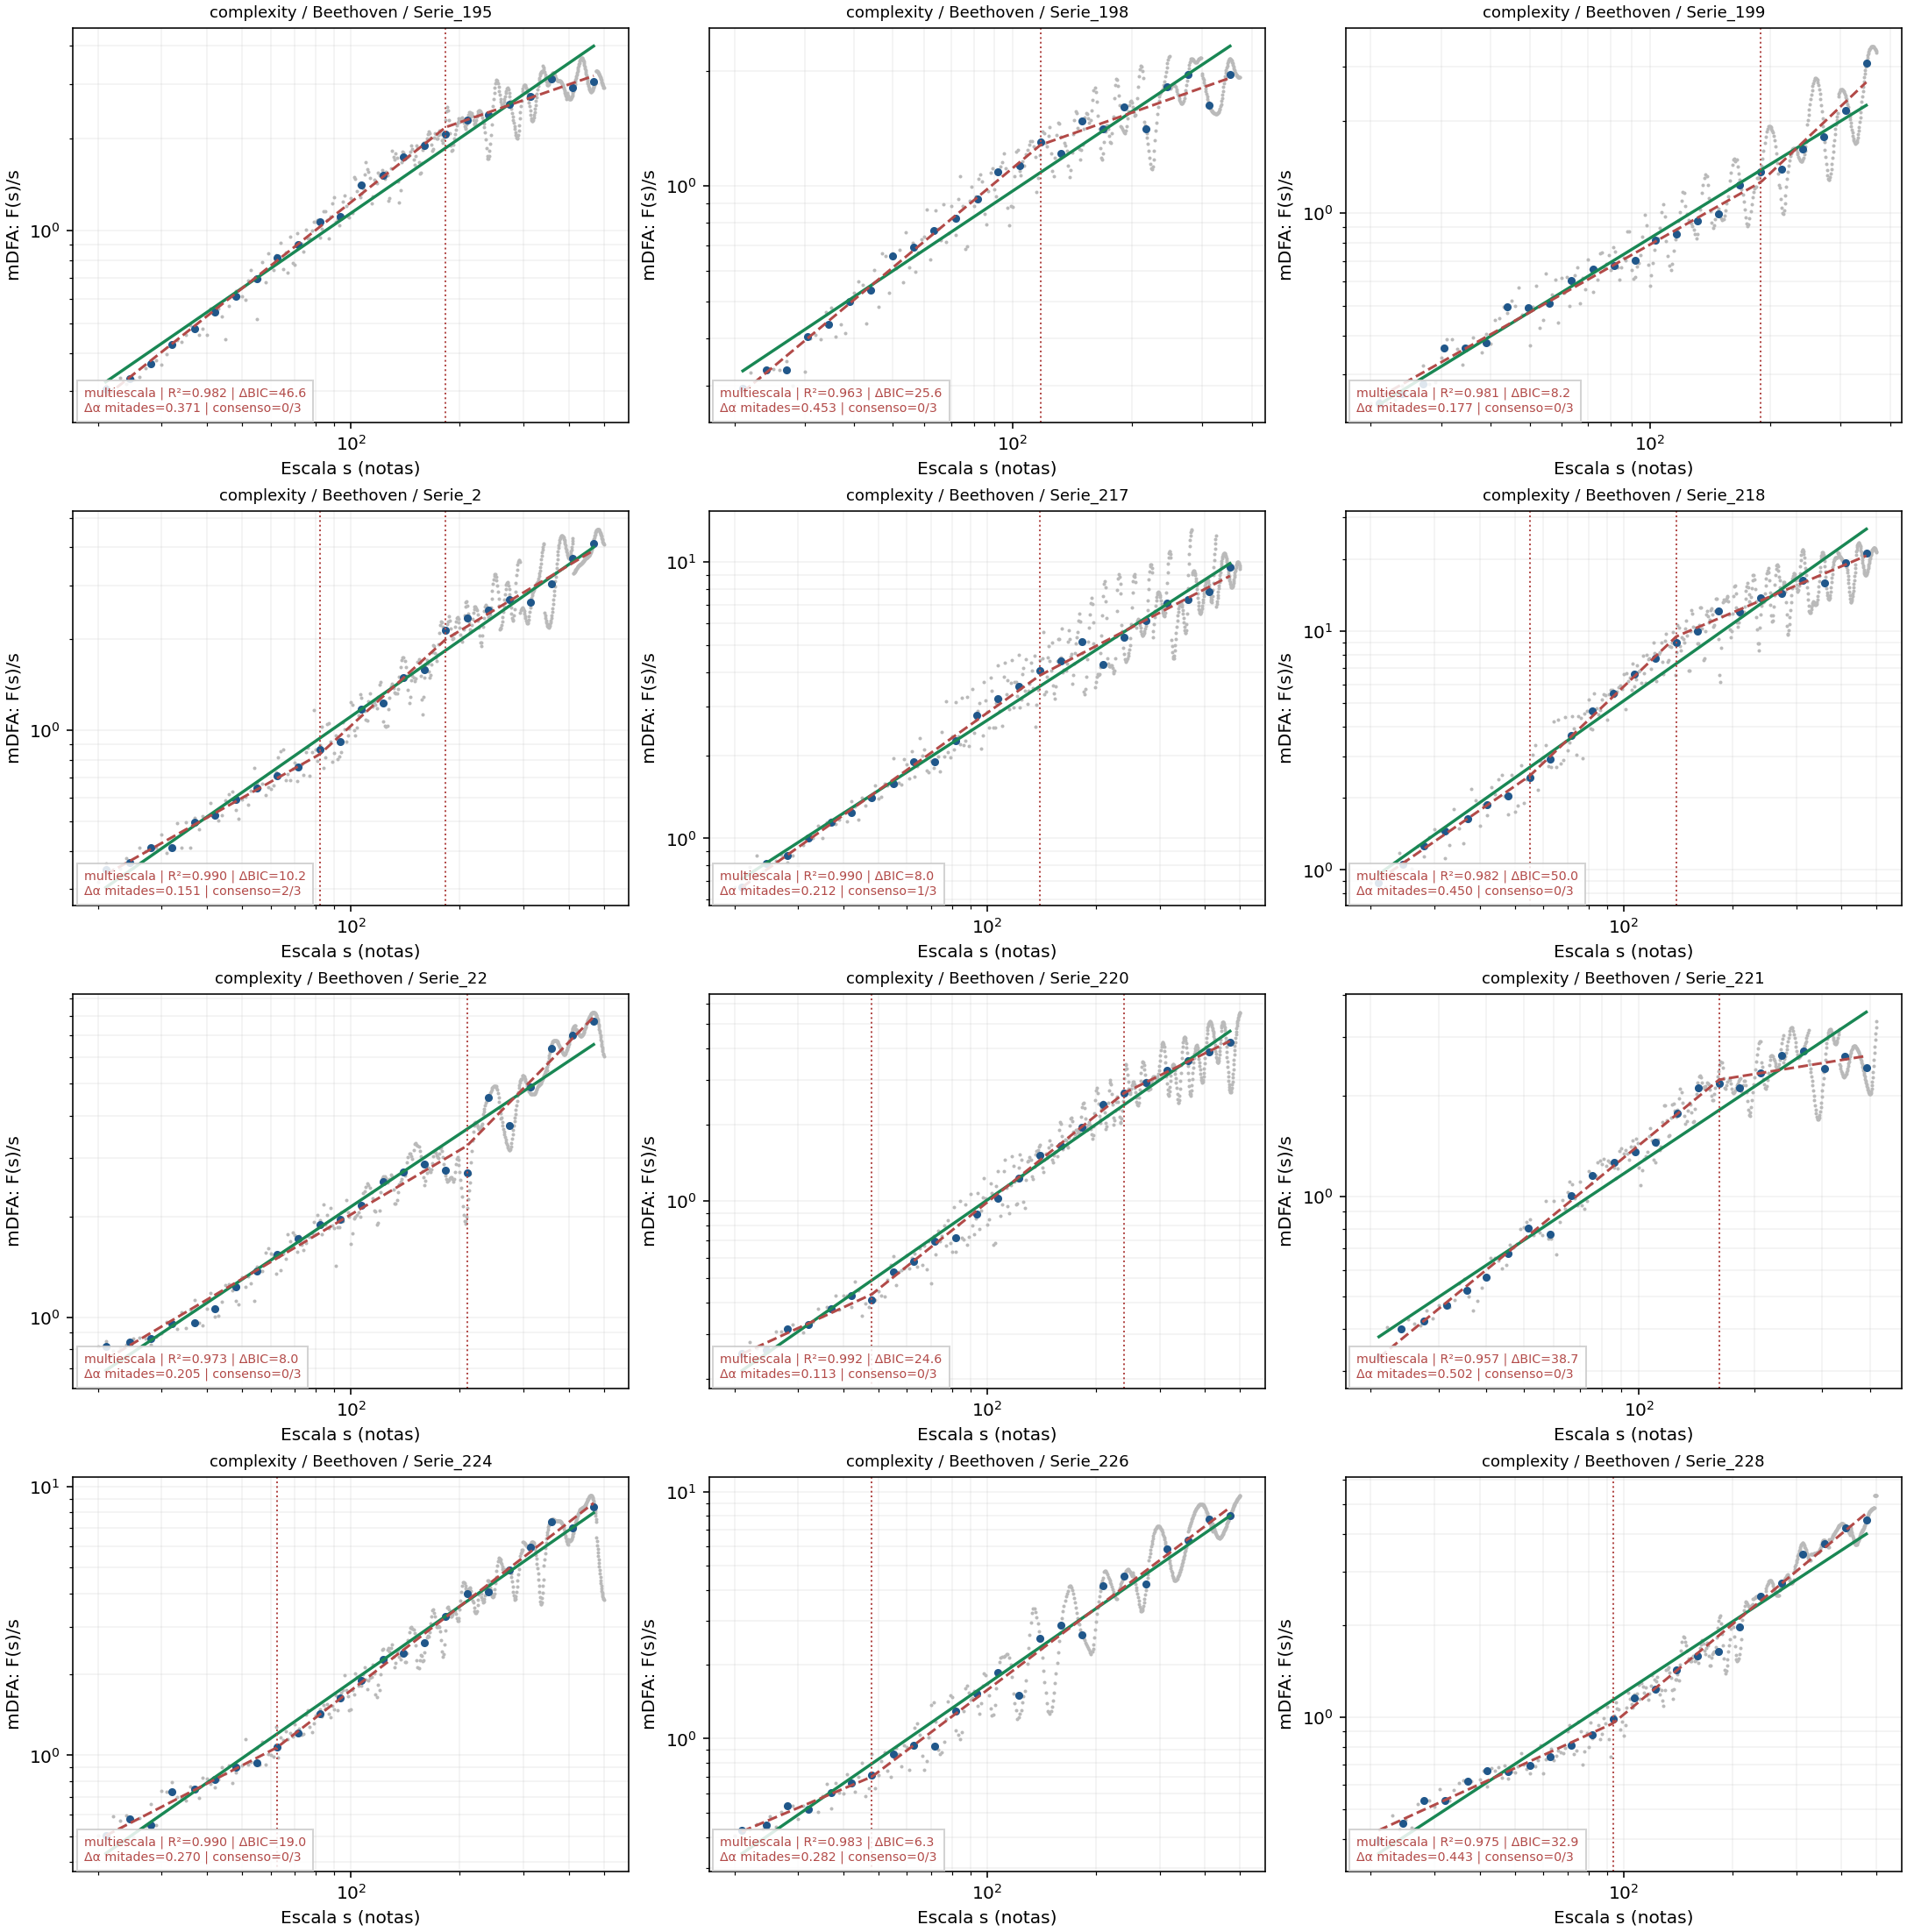 complexity / Beethoven / Serie_195
mDFA: F(s)/s
10⁰
multiescala | R²=0.982 | ΔBIC=46.6
Δα mitades=0.371 | consenso=0/3
10²
Escala s (notas)
complexity / Beethoven / Serie_198
mDFA: F(s)/s
10⁰
multiescala | R²=0.963 | ΔBIC=25.6
Δα mitades=0.453 | consenso=0/3
10²
Escala s (notas)
complexity / Beethoven / Serie_199
mDFA: F(s)/s
10⁰
multiescala | R²=0.981 | ΔBIC=8.2
Δα mitades=0.177 | consenso=0/3
10²
Escala s (notas)
complexity / Beethoven / Serie_2
mDFA: F(s)/s
10⁰
multiescala | R²=0.990 | ΔBIC=10.2
Δα mitades=0.151 | consenso=2/3
10²
Escala s (notas)
complexity / Beethoven / Serie_217
mDFA: F(s)/s
10¹
10⁰
multiescala | R²=0.990 | ΔBIC=8.0
Δα mitades=0.212 | consenso=1/3
10²
Escala s (notas)
complexity / Beethoven / Serie_218
mDFA: F(s)/s
10¹
10⁰
multiescala | R²=0.982 | ΔBIC=50.0
Δα mitades=0.450 | consenso=0/3
10²
Escala s (notas)
complexity / Beethoven / Serie_22
mDFA: F(s)/s
10⁰
multiescala | R²=0.973 | ΔBIC=8.0
Δα mitades=0.205 | consenso=0/3
10²
Escala s (notas)
complexity / Beethoven / Serie_220
mDFA: F(s)/s
10⁰
multiescala | R²=0.992 | ΔBIC=24.6
Δα mitades=0.113 | consenso=0/3
10²
Escala s (notas)
complexity / Beethoven / Serie_221
mDFA: F(s)/s
10⁰
multiescala | R²=0.957 | ΔBIC=38.7
Δα mitades=0.502 | consenso=0/3
10²
Escala s (notas)
complexity / Beethoven / Serie_224
mDFA: F(s)/s
10¹
10⁰
multiescala | R²=0.990 | ΔBIC=19.0
Δα mitades=0.270 | consenso=0/3
10²
Escala s (notas)
complexity / Beethoven / Serie_226
mDFA: F(s)/s
10¹
10⁰
multiescala | R²=0.983 | ΔBIC=6.3
Δα mitades=0.282 | consenso=0/3
10²
Escala s (notas)
complexity / Beethoven / Serie_228
mDFA: F(s)/s
10⁰
multiescala | R²=0.975 | ΔBIC=32.9
Δα mitades=0.443 | consenso=0/3
10²
Escala s (notas)